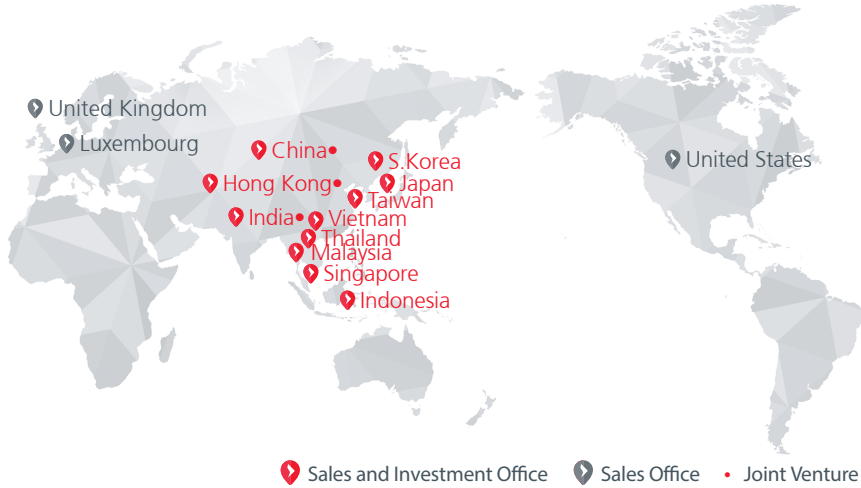 United Kingdom
Luxembourg
China•
S.Korea
United States
Hong Kong•
Japan
Taiwan
India•
Vietnam
Thailand
Malaysia
Singapore
Indonesia
Sales and Investment Office
Sales Office
• Joint Venture